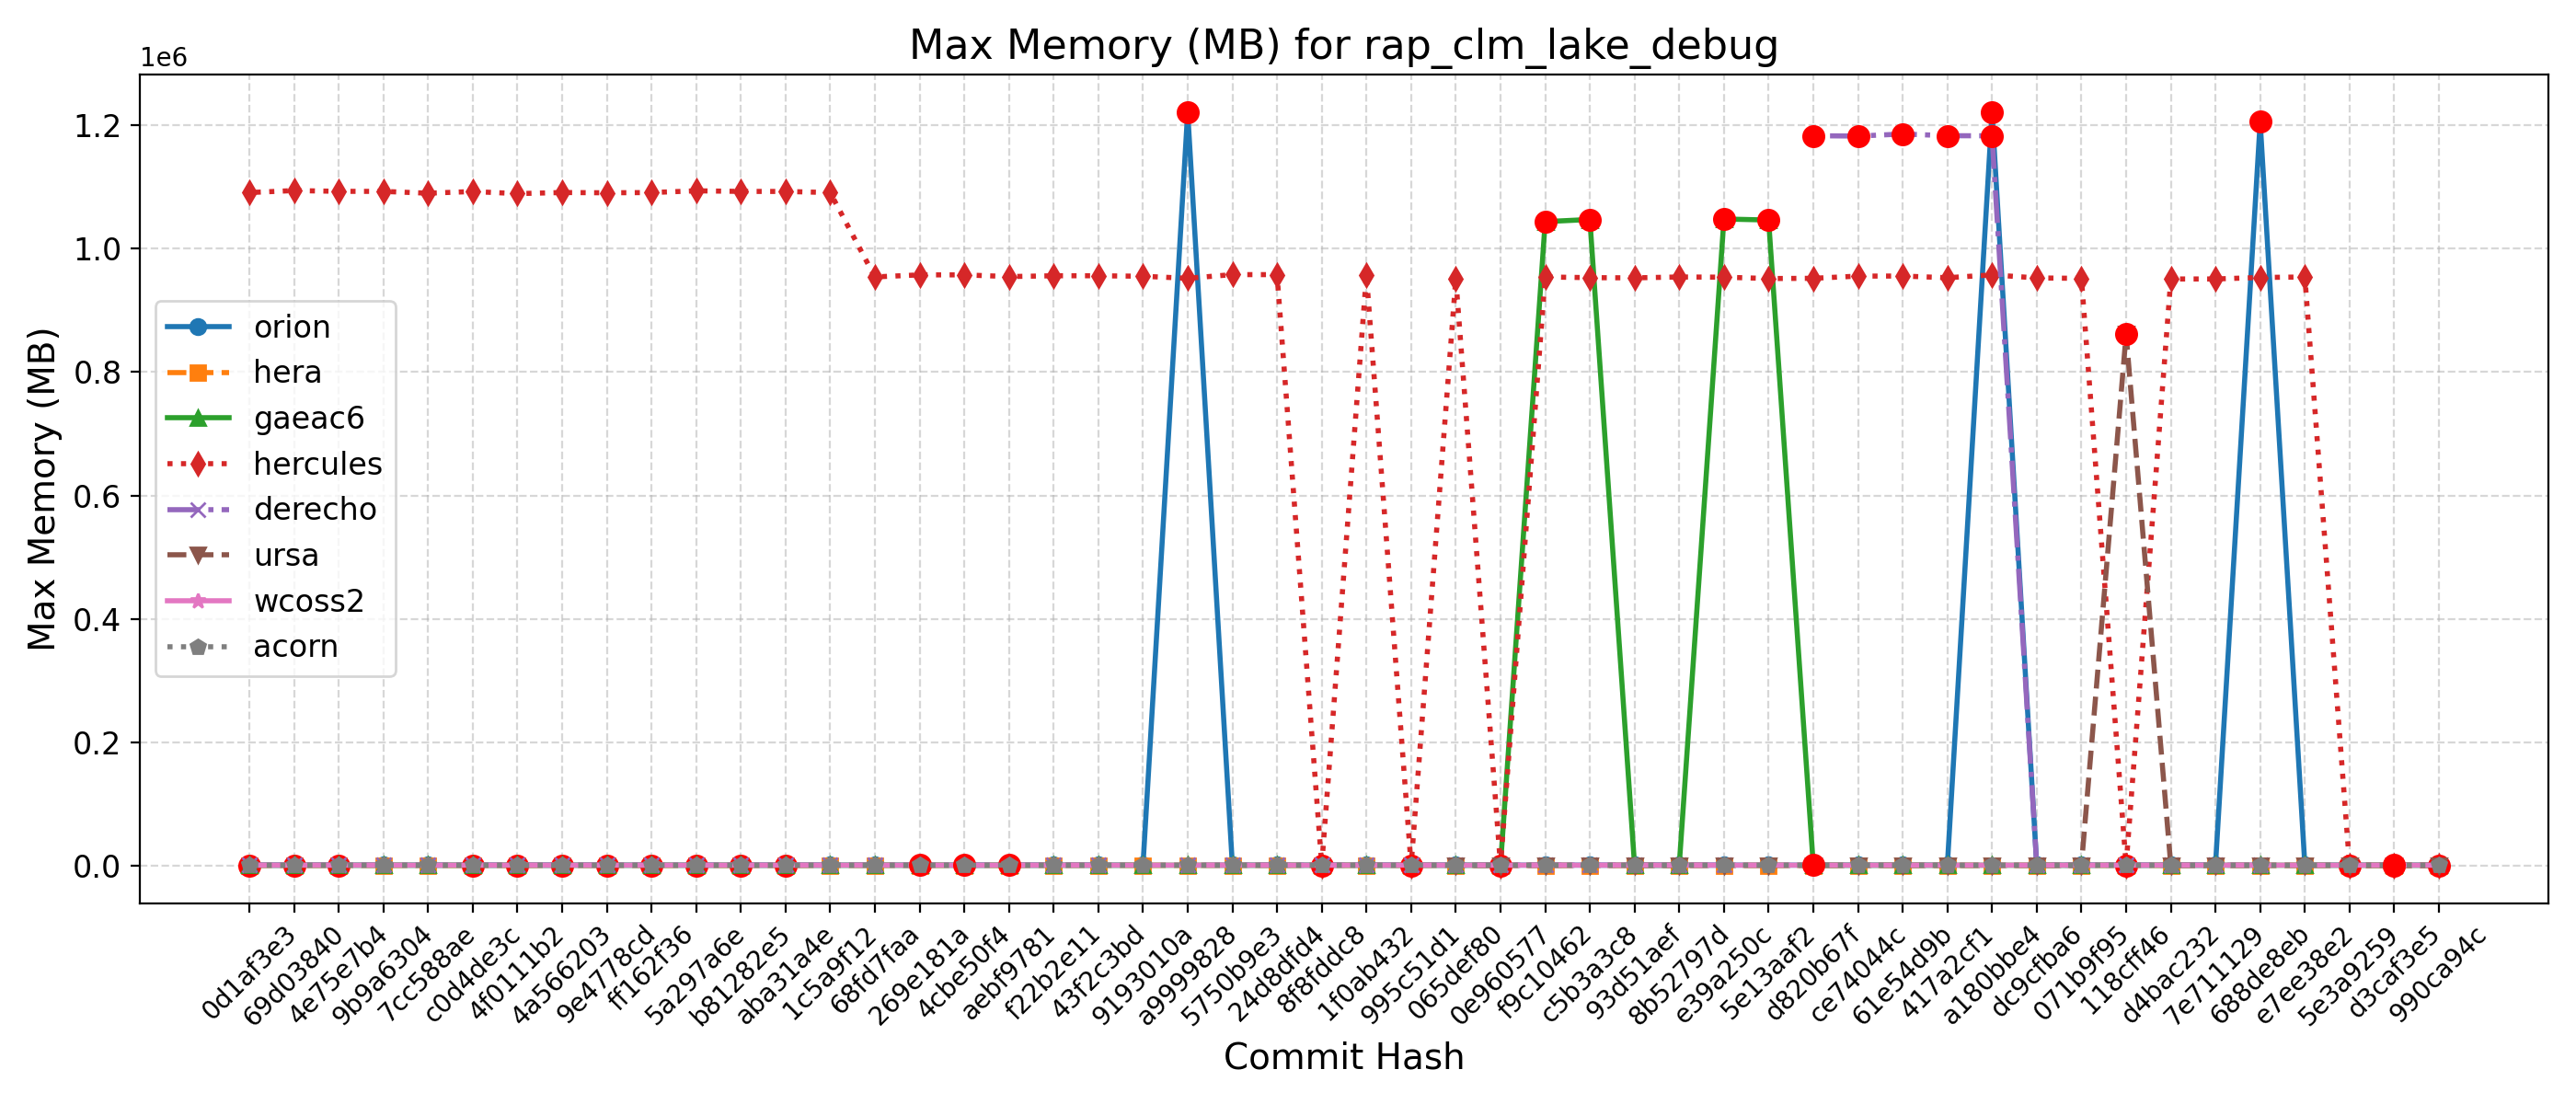 Max Memory (MB) for rap_clm_lake_debug
1e6
1.2
1.0
0.8
0.6
0.4
0.2
0.0
Max Memory (MB)
orion
hera
gaeac6
hercules
derecho
ursa
wcoss2
acorn
0d1af3e3
69d03840
4e75e7b4
9b9a6304
7cc588ae
c0d4de3c
4f0111b2
4a566203
9e4778cd
ff162f36
5a297a6e
b81282e5
aba31a4e
1c5a9f12
68fd7faa
269e181a
4cbe50f4
aebf9781
f22b2e11
43f2c3bd
9193010a
a9999828
5750b9e3
24d8dfd4
8f8fddc8
1f0ab432
995c51d1
065def80
0e960577
f9c10462
c5b3a3c8
93d51aef
8b52797d
e39a250c
5e13aaf2
d820b67f
ce74044c
61e54d9b
417a2cf1
a180bbe4
dc9cfba6
071b9f95
118cff46
d4bac232
7e711129
688de8eb
e7ee38e2
5e3a9259
d3caf3e5
990ca94c
Commit Hash